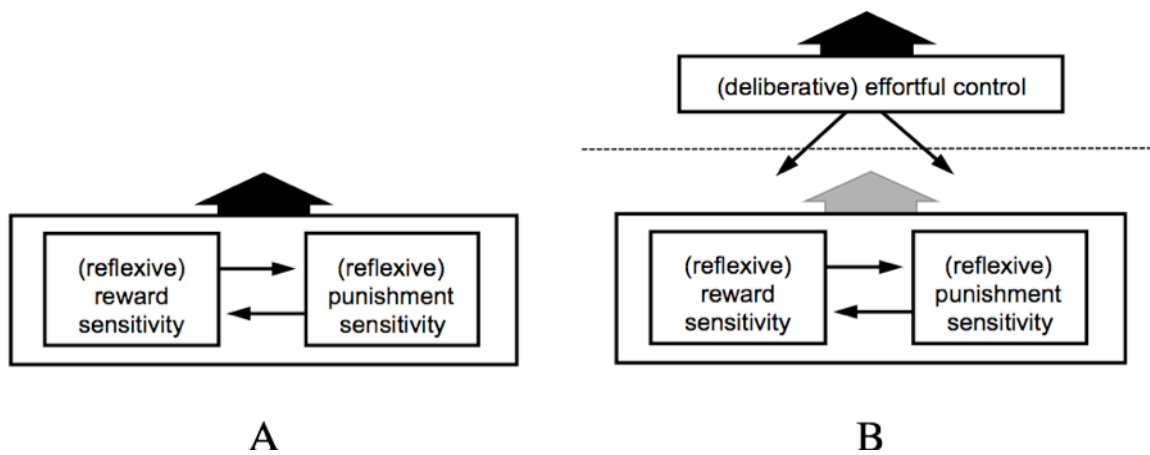 (deliberative) effortful control
(reflexive)
reward
sensitivity
(reflexive)
punishment
sensitivity
(reflexive)
reward
sensitivity
(reflexive)
punishment
sensitivity
A
B